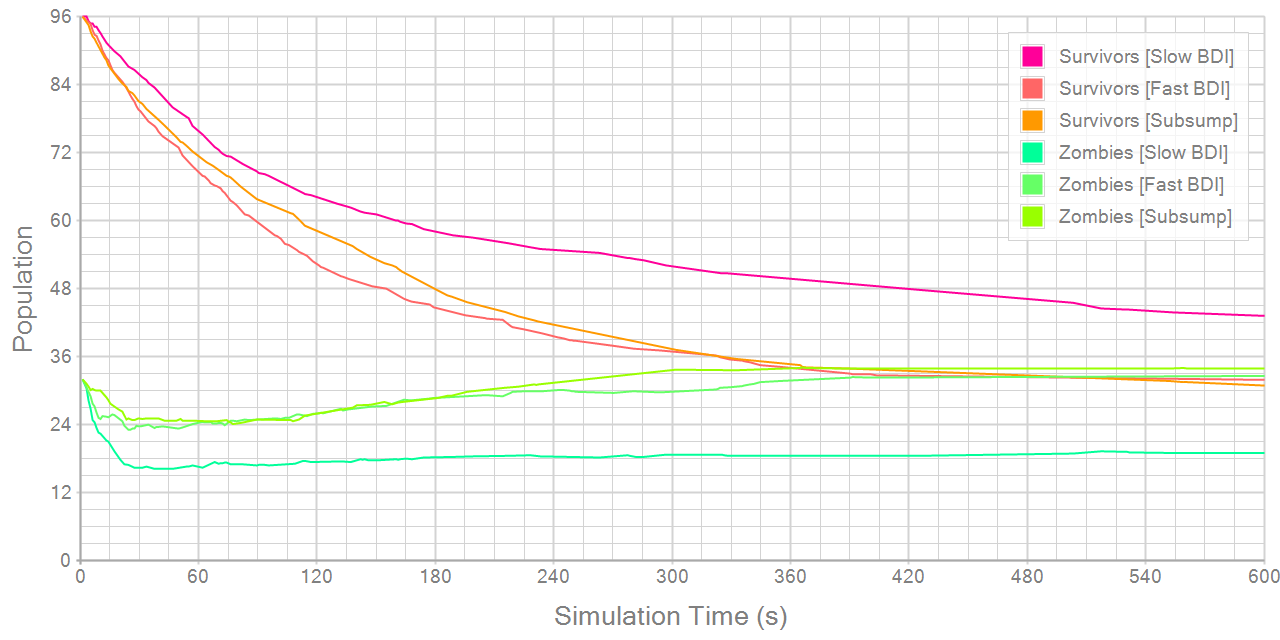 96
84
72
60
48
36
24
12
0
Population
0 60 120 180 240 300 360 420 480 540 600
Simulation Time (s)
Survivors [Slow BDI]
Survivors [Fast BDI]
Survivors [Subsump]
Zombies [Slow BDI]
Zombies [Fast BDI]
Zombies [Subsump]